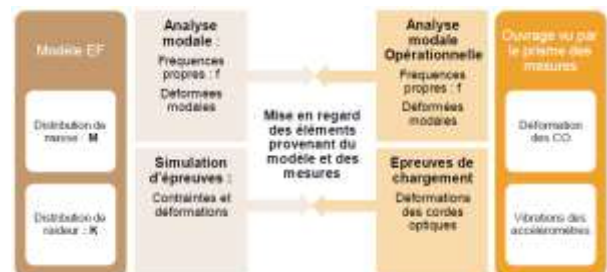 Modèle EF
Distribution de
masse : M
Distribution de
raideur : K
Analyse
modale :
Fréquences
propres : f
Déformées
modales
Simulation
d'épreuves :
Contraintes et
déformations
Mise en regard
des éléments
provenant du
modèle et des
mesures
Analyse
modale
Opérationnelle
Fréquences
propres : f
Déformées
modales
Epreuves de
chargement
Déformations
des cordes
optiques
Ouvrage vu par
le prisme des
mesures
Déformation
des CO
Vibrations des
accéléromètres